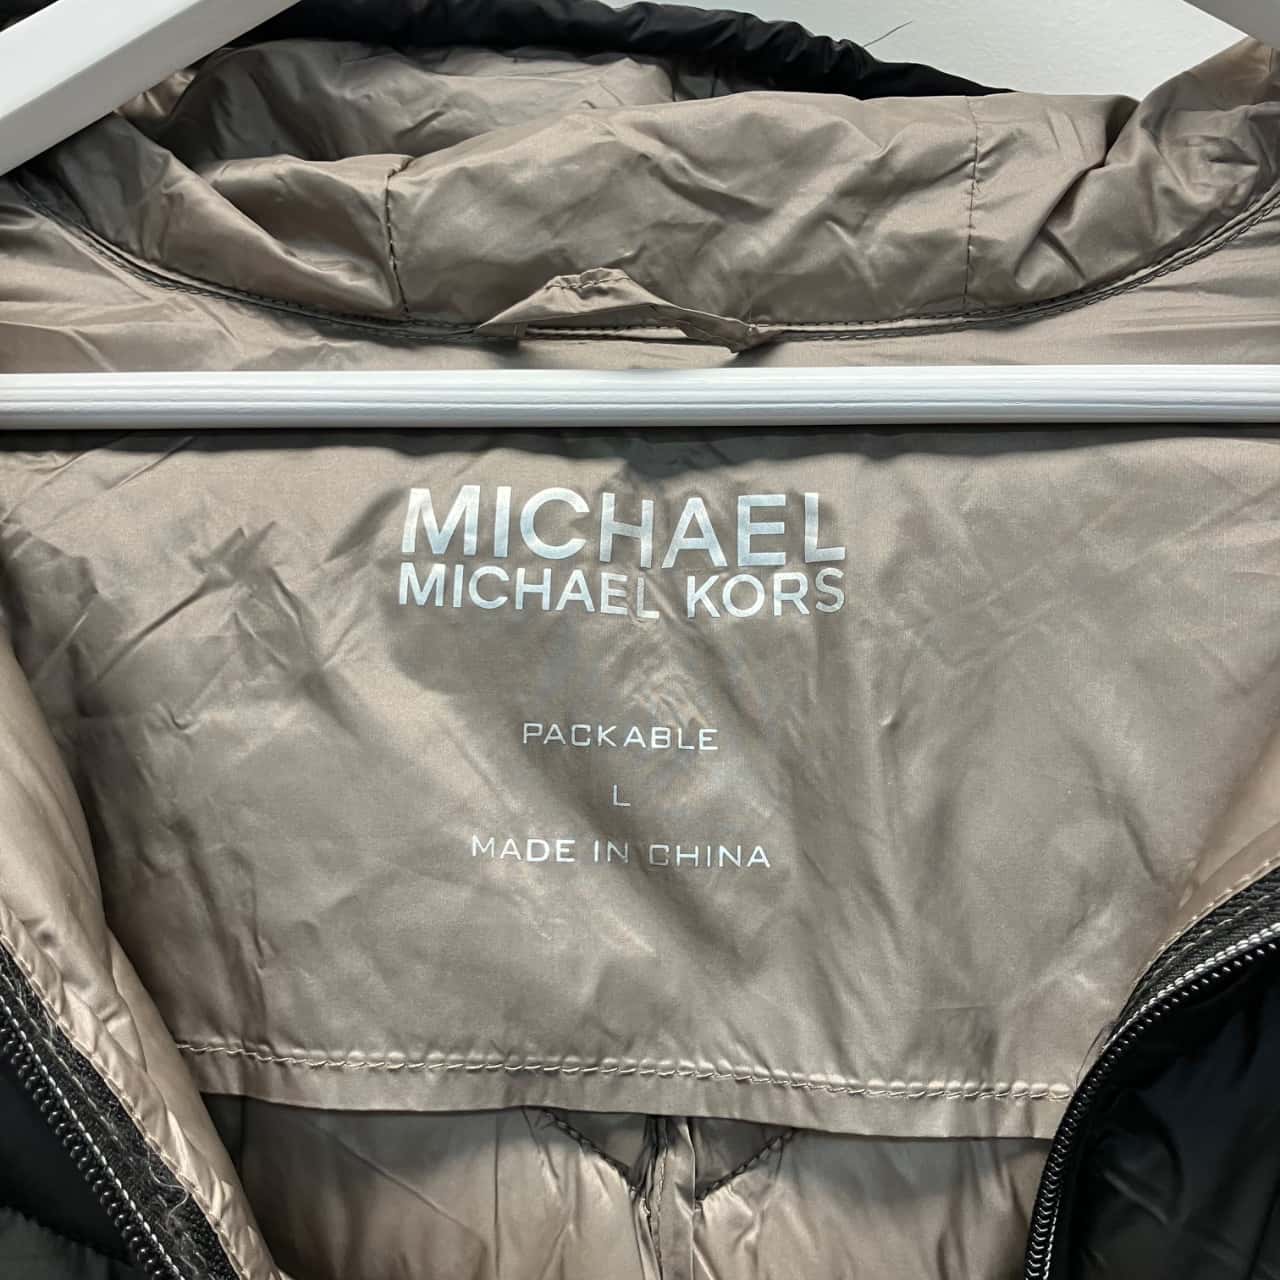 MICHAEL
MICHAEL KORS
PACKABLE
L
MADE IN CHINA